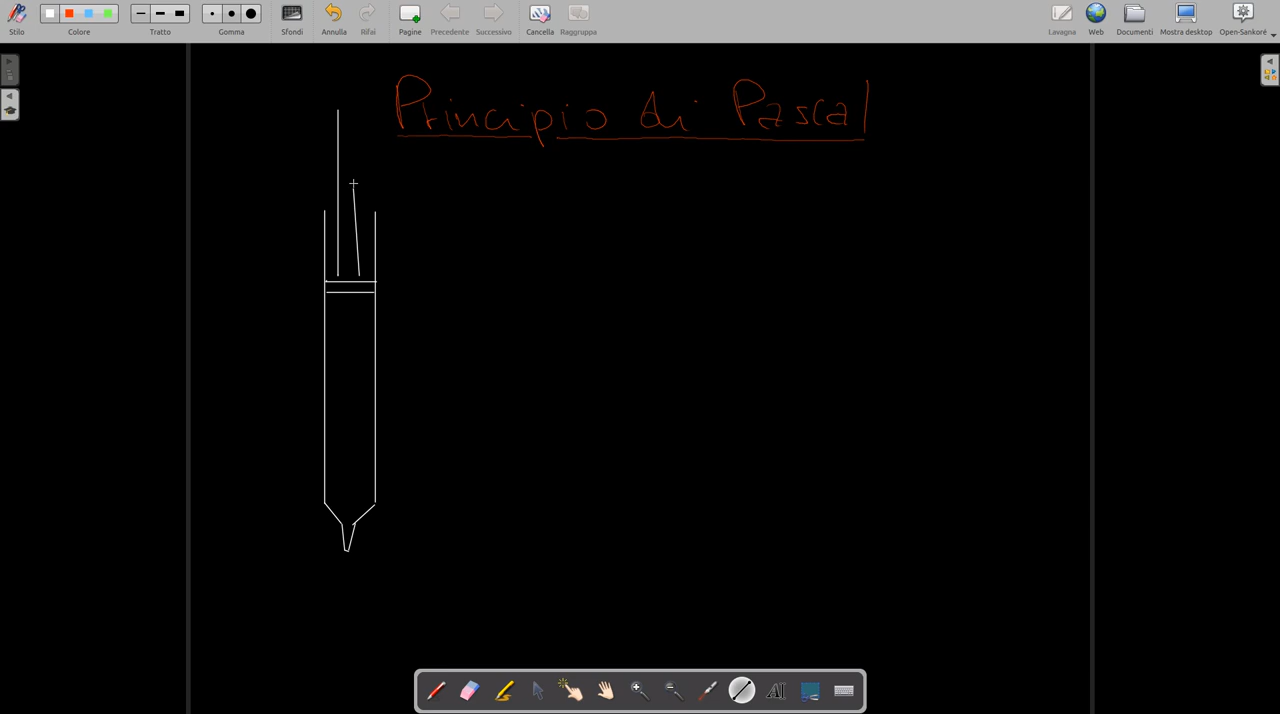 Stilo
Colore
Tratto
Gomma
Sfondi
Annulla
Rifai
Pagine
Precedente
Successivo
Cancella
Raggruppa
Lavagna
Web
Documenti
Mostra desktop
Open-Sankoré
Principio di Pascal
AI